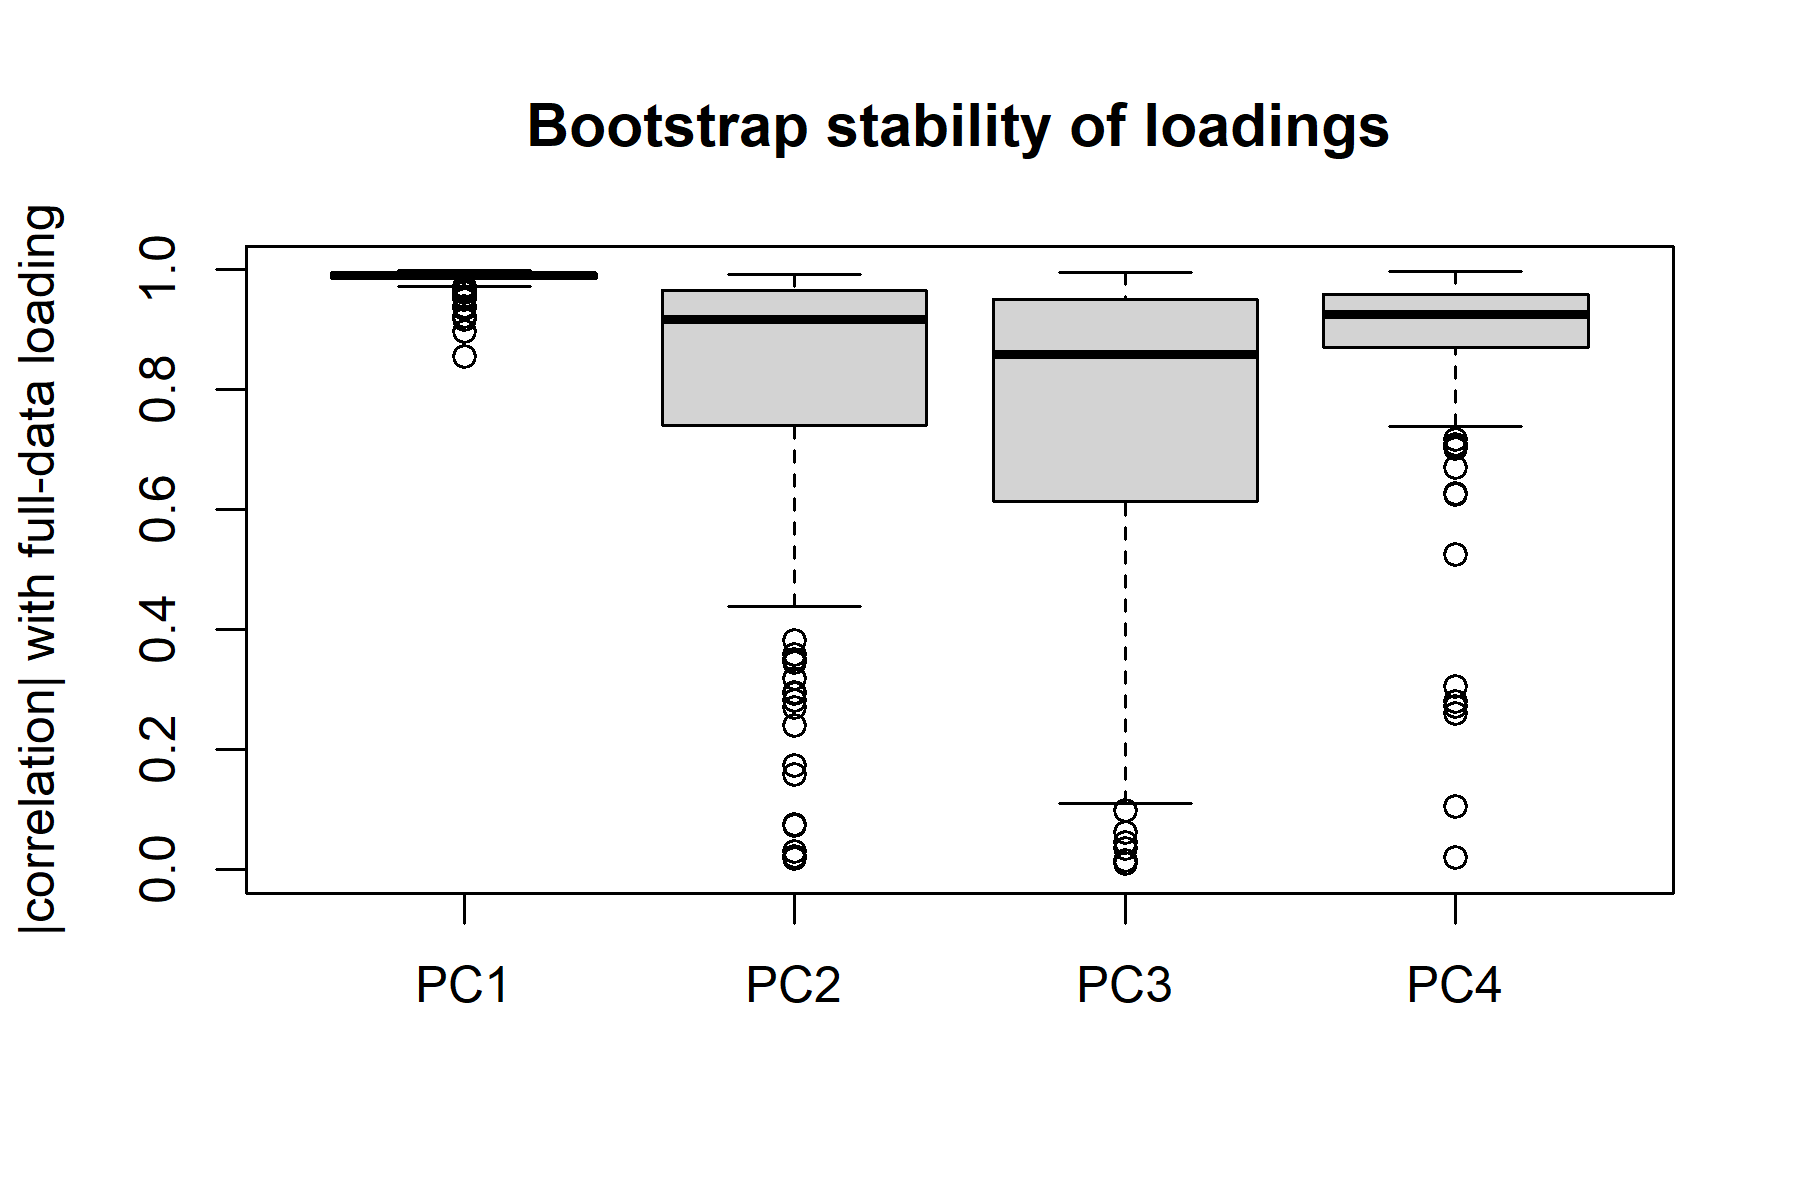 Bootstrap stability of loadings
|correlation| with full-data loading
1.0
0.8
0.6
0.4
0.2
0.0
PC1 PC2 PC3 PC4